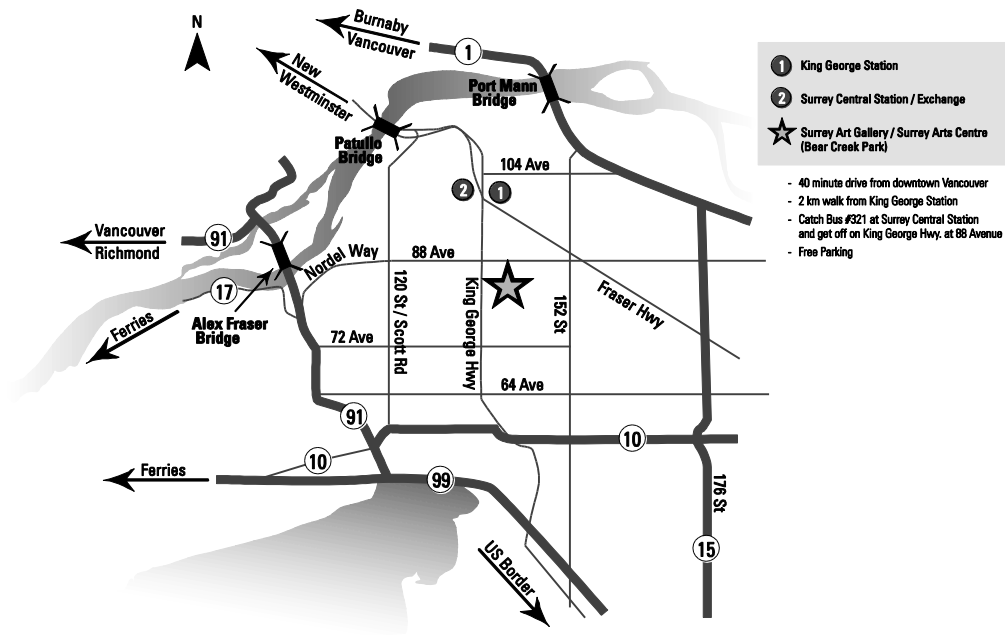 N
Burnaby
Vancouver
1
New
Westminster
Port Mann
Bridge
Patullo
Bridge
104 Ave
2
1
Vancouver
Richmond
91
Nordel Way
88 Ave
17
Ferries
Alex Fraser
Bridge
120 St / Scott Rd
King George Hwy
152 St
Fraser Hwy
72 Ave
64 Ave
91
10
10
Ferries
99
176 St
15
US Border
1 King George Station
2 Surrey Central Station / Exchange
Surrey Art Gallery / Surrey Arts Centre
(Bear Creek Park)
- 40 minute drive from downtown Vancouver
- 2 km walk from King George Station
- Catch Bus #321 at Surrey Central Station
and get off on King George Hwy. at 88 Avenue
- Free Parking